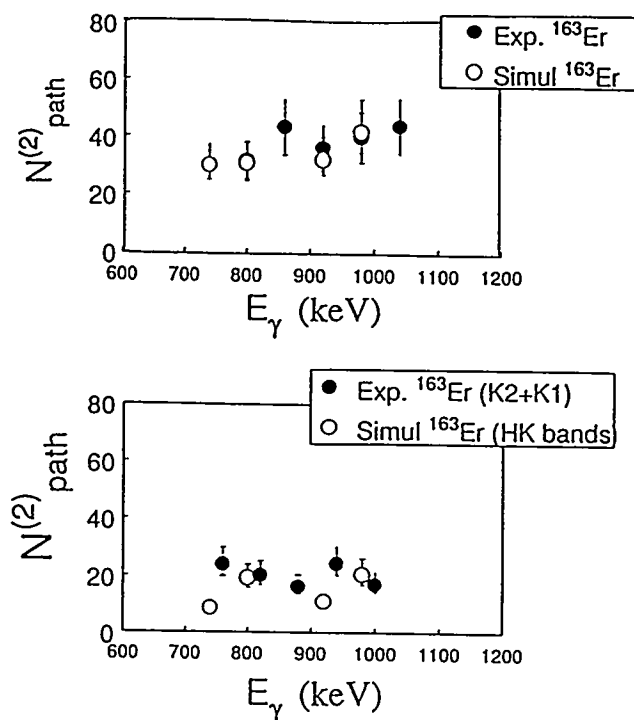 80
60
40
20
0
N(2) path
600 700 800 900 1000 1100 1200
Eγ (keV)
Exp. 163Er
Simul 163Er
80
60
40
20
0
N(2) path
600 700 800 900 1000 1100 1200
Eγ (keV)
Exp. 163Er (K2+K1)
Simul 163Er (HK bands)